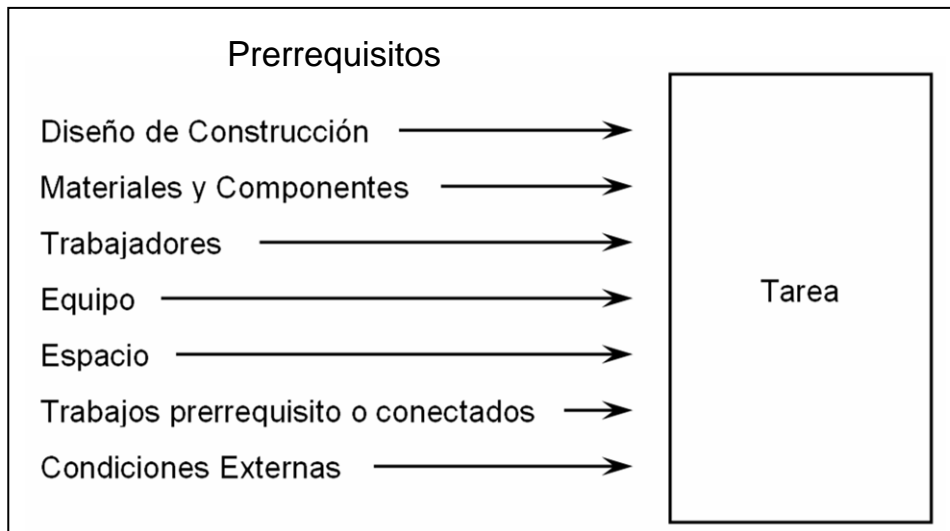 Prerrequisitos
Diseño de Construcción
Materiales y Componentes
Trabajadores
Equipo
Espacio
Trabajos prerrequisito o conectados
Condiciones Externas
Tarea